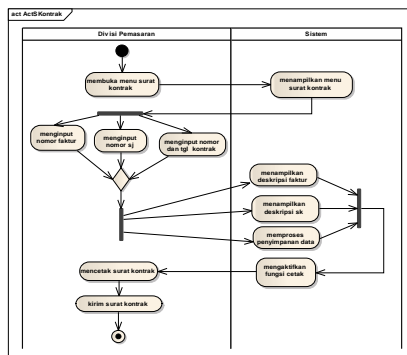 act ActSKontrak
Divisi Pemasaran
Sistem
membuka menu surat
kontrak
menampilkan menu
surat kontrak
menginput
nomor faktur
menginput
nomor sj
menginput nomor
dan tgl kontrak
menampilkan
deskripsi faktur
menampilkan
deskripsi sk
memproses
penyimpanan data
mencetak surat kontrak
mengaktifkan
fungsi cetak
kirim surat kontrak